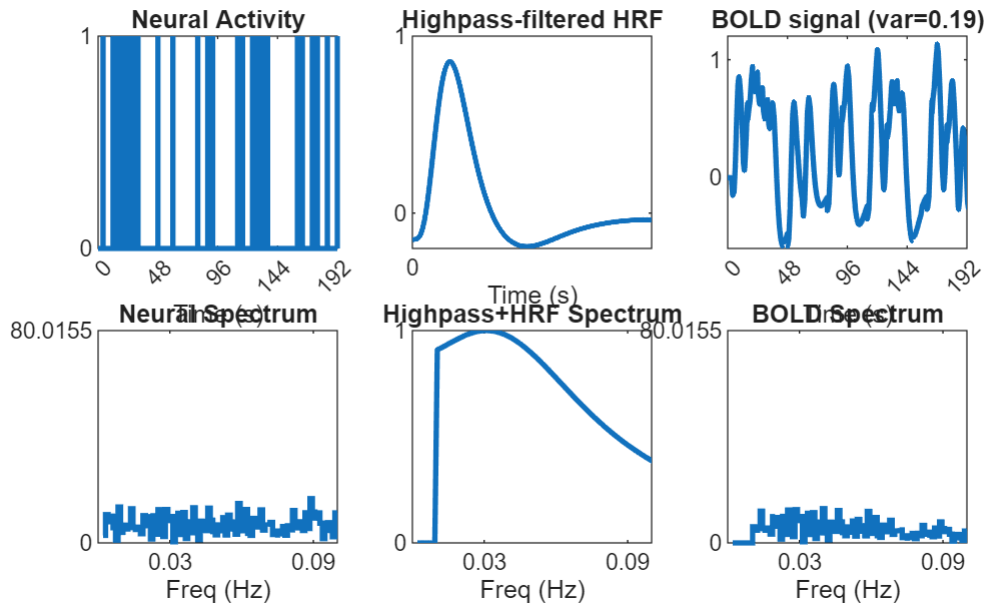 Neural Activity
1
0
0 48 96 144 192
Time (s)
Highpass-filtered HRF
1
0
0
Time (s)
BOLD signal (var=0.19)
1
0
0 48 96 144 192
Time (s)
Neural Spectrum
80.0155
0
0.03 0.09
Freq (Hz)
Highpass+HRF Spectrum
1
0
0.03 0.09
Freq (Hz)
BOLD Spectrum
80.0155
0
0.03 0.09
Freq (Hz)